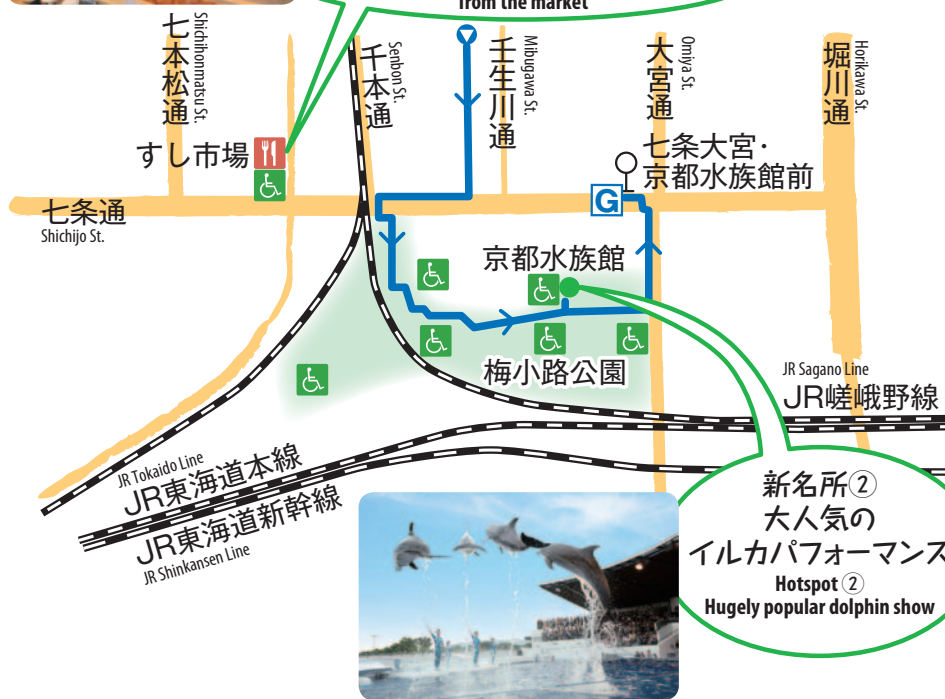 from the market
七本松通
Shichihonmatsu St.
千本通
Senbon St.
壬生川通
Mibugawa St.
大宮通
Omiya St.
堀川通
Horikawa St.
すし市場
七条大宮・
京都水族館前
G
七条通
Shichijo St.
京都水族館
梅小路公園
JR Sagano Line
JR嵯峨野線
JR Tokaido Line
JR東海道本線
JR東海道新幹線
JR Shinkansen Line
新名所②
大人気の
イルカパフォーマンス
Hotspot ②
Hugely popular dolphin show